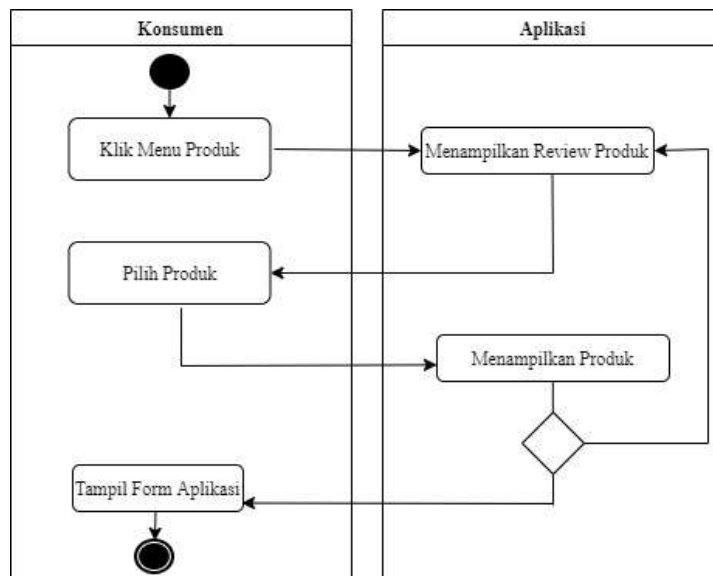 Konsumen
Aplikasi
Klik Menu Produk
Menampilkan Review Produk
Pilih Produk
Menampilkan Produk
Tampil Form Aplikasi